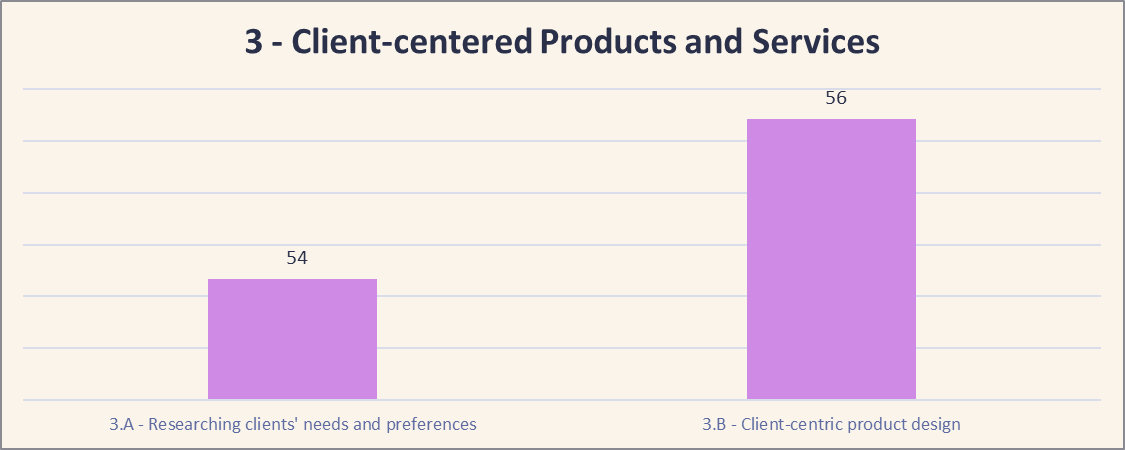 3 - Client-centered Products and Services
54
56
3.A - Researching clients' needs and preferences
3.B - Client-centric product design